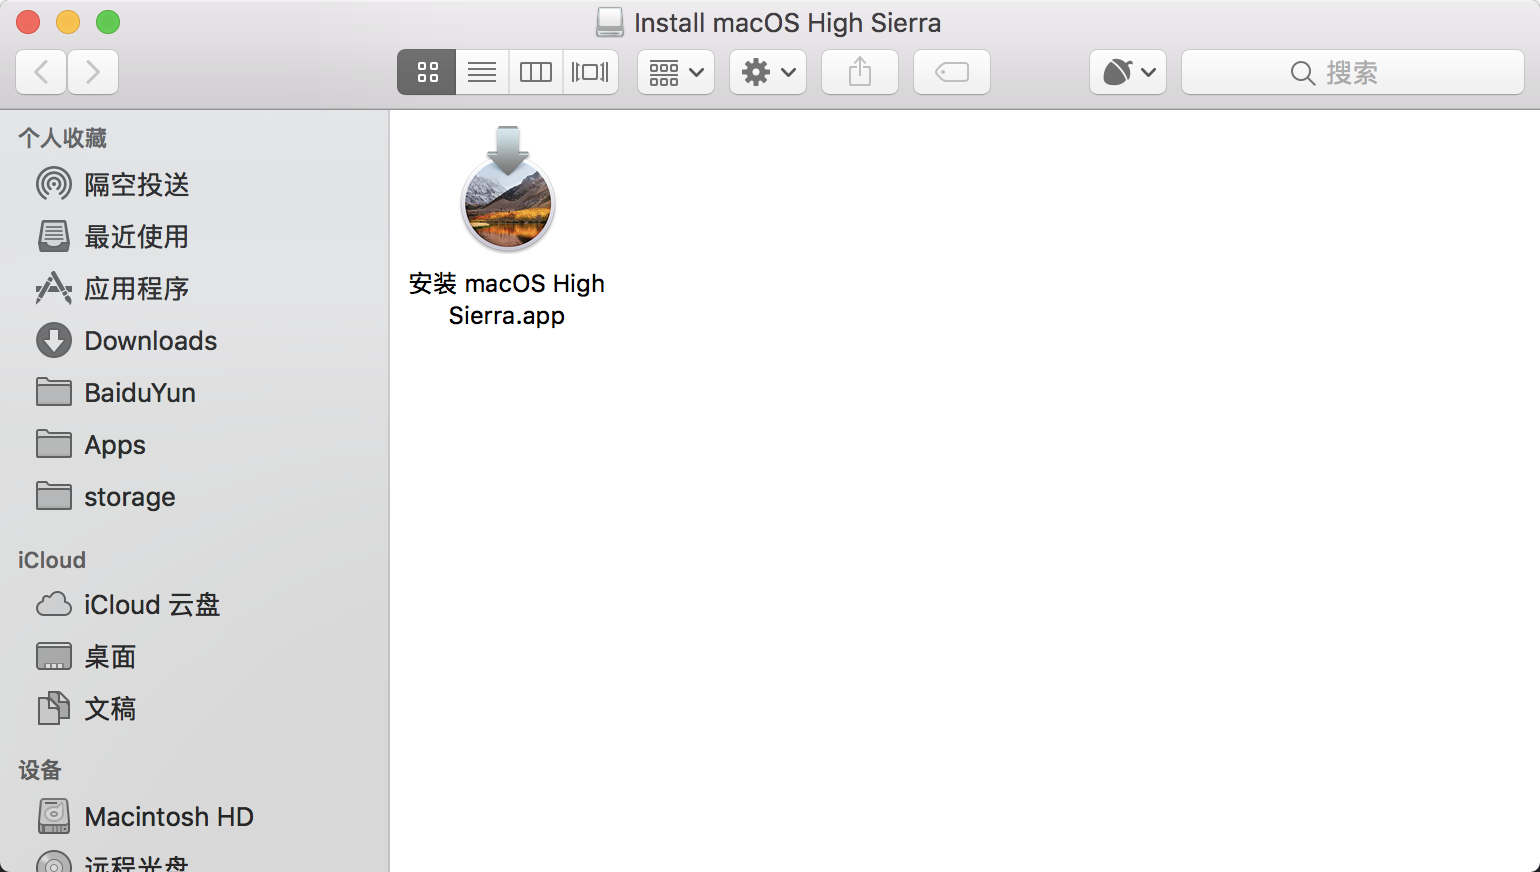 Install macOS High Sierra
搜索
个人收藏
隔空投送
最近使用
应用程序
Downloads
BaiduYun
Apps
storage
iCloud
iCloud 云盘
桌面
文稿
设备
Macintosh HD
远程光盘
安装 macOS High
Sierra.app